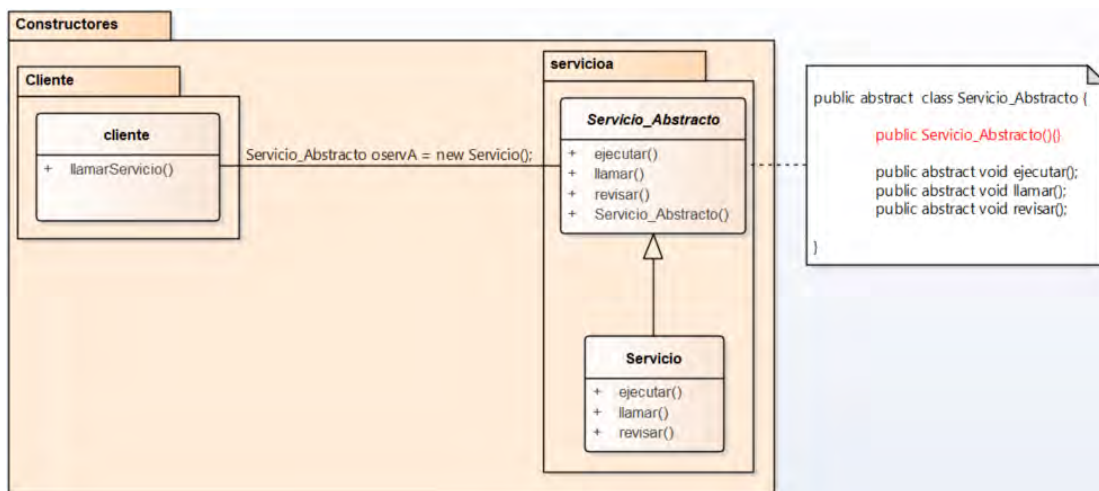 Constructores
Cliente
cliente
+ llamarServicio()
Servicio_Abstracto oservA = new Servicio();
servicioa
Servicio_Abstracto
+ ejecutar()
+ llamar()
+ revisar()
+ Servicio_Abstracto()
Servicio
+ ejecutar()
+ llamar()
+ revisar()
public abstract class Servicio_Abstracto {
public Servicio_Abstracto(){}
public abstract void ejecutar();
public abstract void llamar();
public abstract void revisar();
}